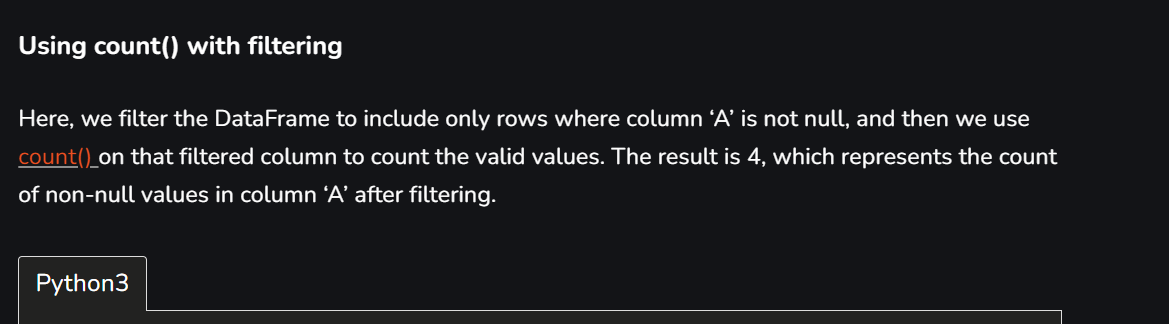 Using count() with filtering
Here, we filter the DataFrame to include only rows where column ‘A’ is not null, and then we use
count() on that filtered column to count the valid values. The result is 4, which represents the count
of non-null values in column ‘A’ after filtering.
Python3